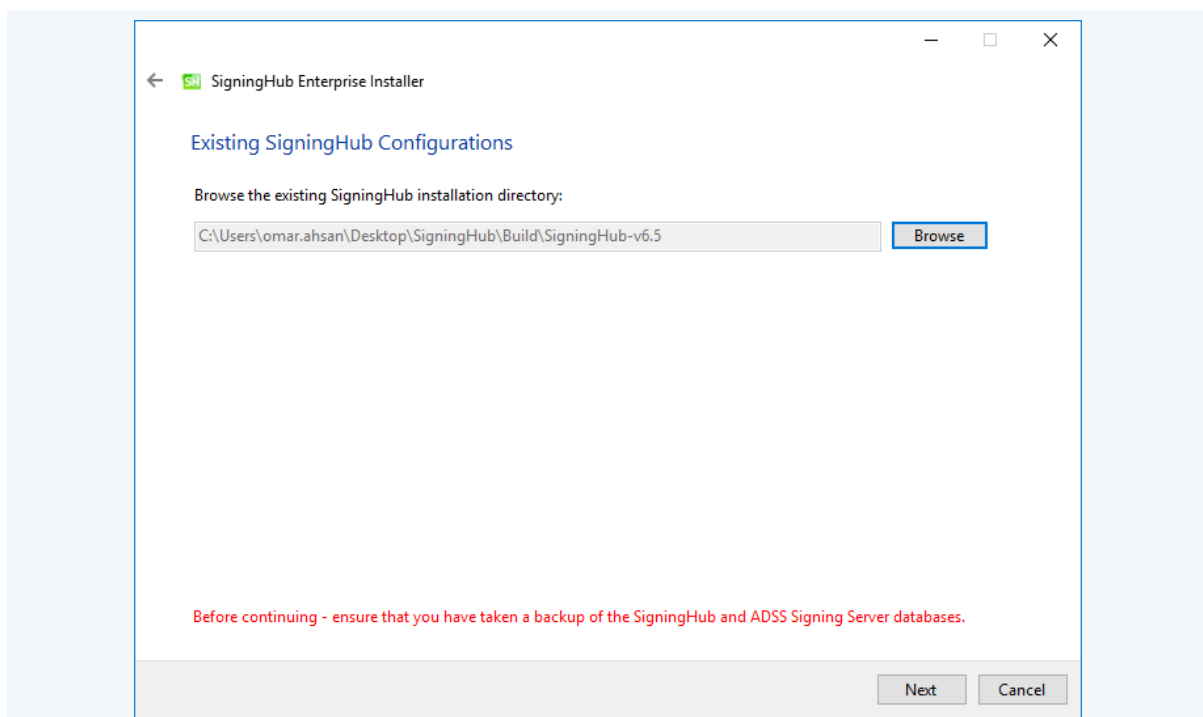 SH SigningHub Enterprise Installer
Existing SigningHub Configurations
Browse the existing SigningHub installation directory:
C:\Users\omar.ahsan\Desktop\SigningHub\Build\SigningHub-v6.5 Browse
Before continuing - ensure that you have taken a backup of the SigningHub and ADSS Signing Server databases.
Next Cancel